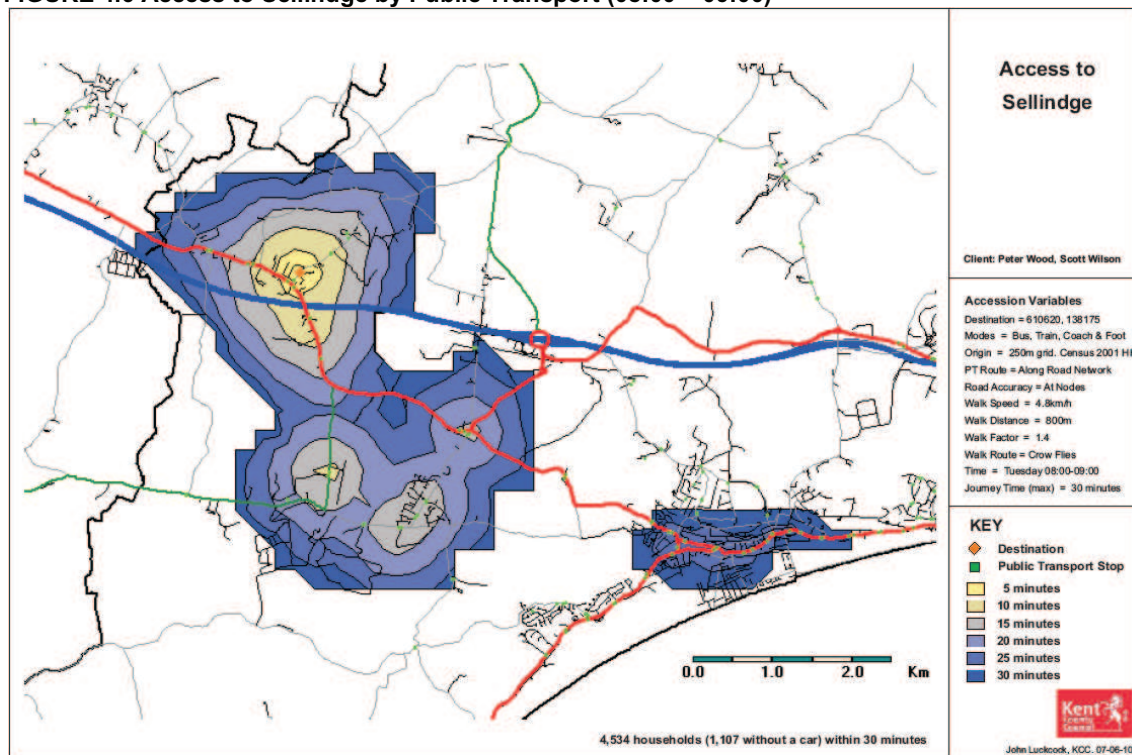 Access to
Sellindge
Client: Peter Wood, Scott Wilson
Accession Variables
Destination = 610620, 138175
Modes = Bus, Train, Coach & Foot
Origin = 250m grid. Census 2001 H
PT Route = Along Road Network
Road Accuracy = At Nodes
Walk Speed = 4.8km/h
Walk Distance = 800m
Walk Factor = 1.4
Walk Route = Crow Flies
Time = Tuesday 08:00-09:00
Journey Time (max) = 30 minutes
KEY
Destination
Public Transport Stop
5 minutes
10 minutes
15 minutes
20 minutes
25 minutes
30 minutes
0.0 1.0 2.0 Km
4,534 households (1,107 without a car) within 30 minutes
Kent
County
Council
John Luckcock, KCC. 07-06-10